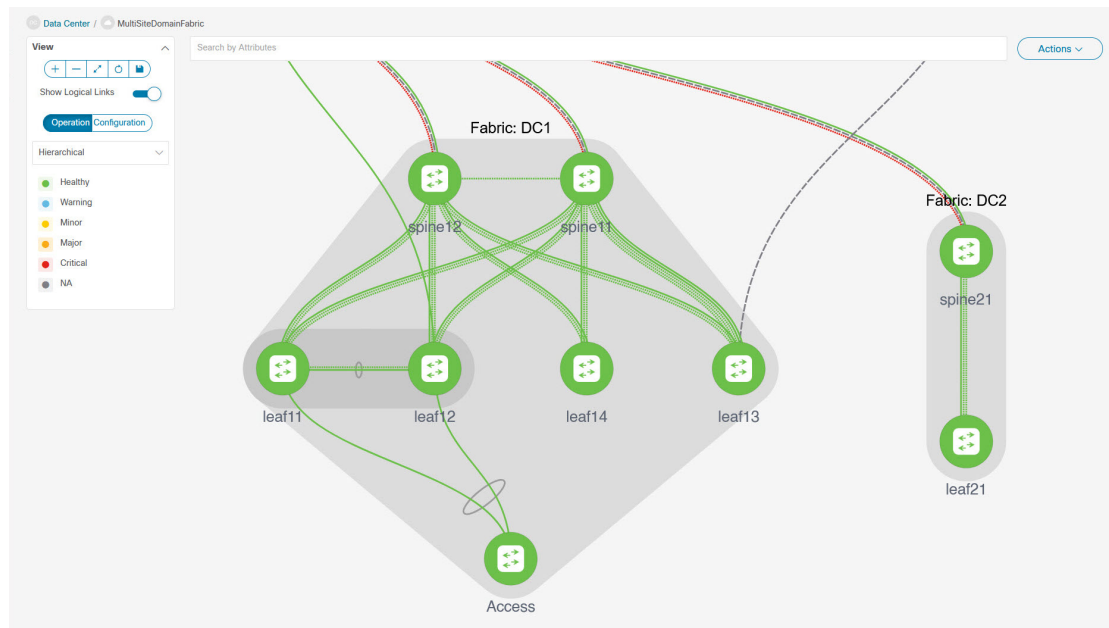 Data Center / MultiSiteDomainFabric
View
Search by Attributes
Actions
Show Logical Links
Operation Configuration
Hierarchical
Healthy
Warning
Minor
Major
Critical
NA
Fabric: DC1
Fabric: DC2
spine12
spine11
spine21
leaf11
leaf12
leaf14
leaf13
leaf21
Access